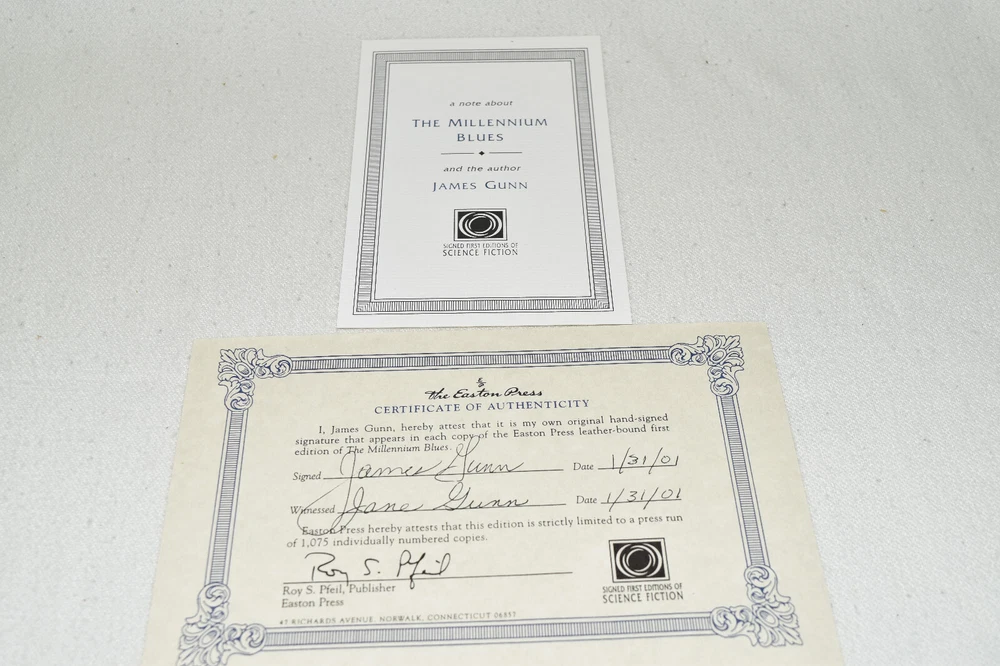 a note about
THE MILLENNIUM
BLUES
and the author
JAMES GUNN
SIGNED FIRST EDITIONS OF
SCIENCE FICTION
The Easton Press
CERTIFICATE OF AUTHENTICITY
I, James Gunn, hereby attest that it is my own original hand-signed
signature that appears in each copy of the Easton Press leather-bound first
edition of The Millennium Blues.
Signed James Gunn Date 1/31/01
Witnessed Jane Gunn Date 1/31/01
Easton Press hereby attests that this edition is strictly limited to a press run
of 1,075 individually numbered copies.
Roy S. Pfeil
Roy S. Pfeil, Publisher
Easton Press
SIGNED FIRST EDITIONS OF
SCIENCE FICTION
47 RICHARDS AVENUE, NORWALK, CONNECTICUT 06857